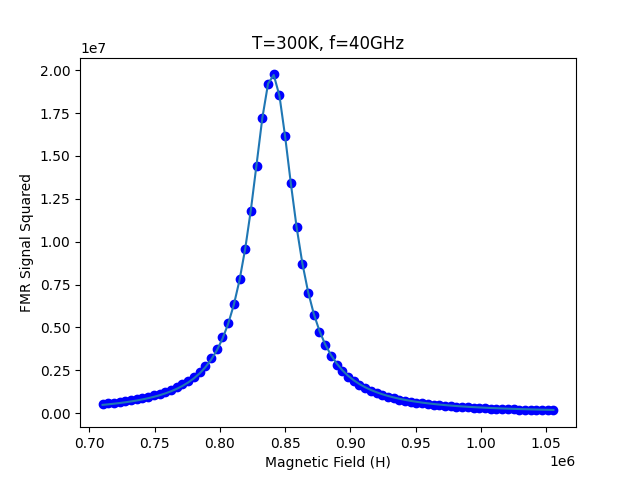 T=300K, f=40GHz
1e7
2.00
1.75
1.50
1.25
1.00
0.75
0.50
0.25
0.00
FMR Signal Squared
0.70 0.75 0.80 0.85 0.90 0.95 1.00 1.05
1e6
Magnetic Field (H)